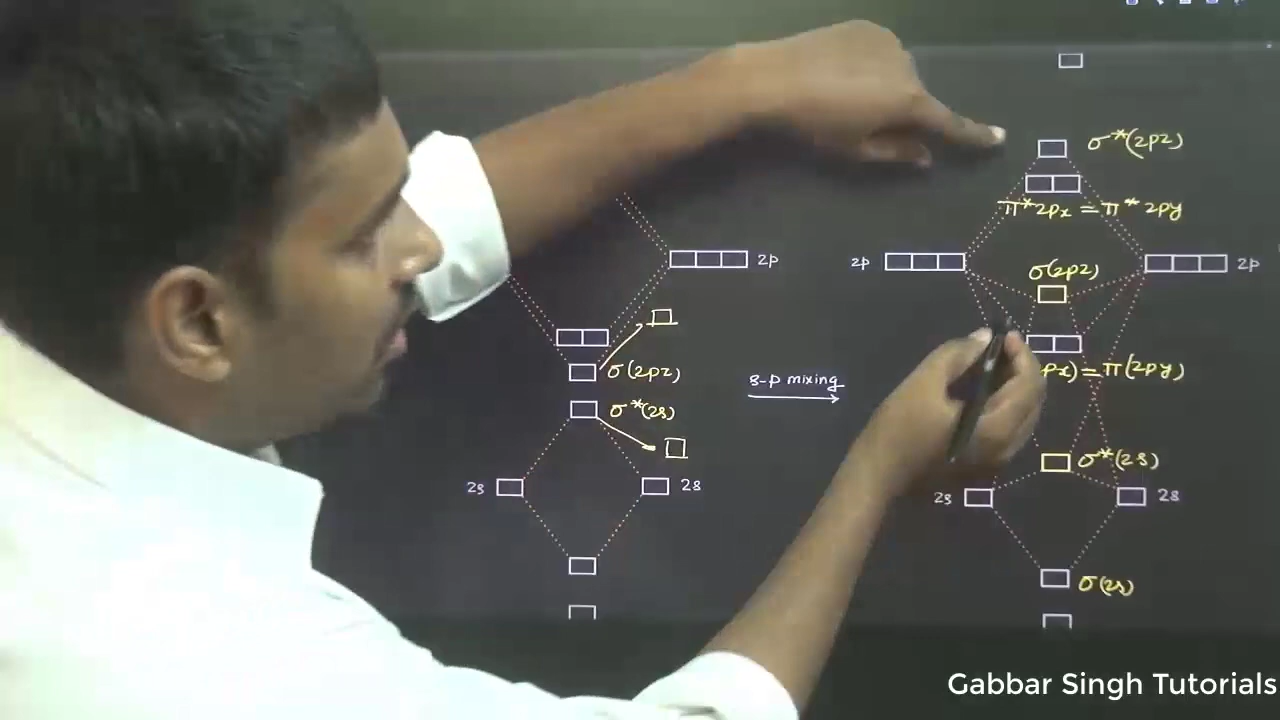 σ*(2pz)
π*2px = π*2py
2p
2p
2p
σ(2pz)
σ(2pz)
px) = π(2py)
s-p mixing
σ*(2s)
σ*(2s)
2s
2s
2s
2s
σ(2s)
Gabbar Singh Tutorials